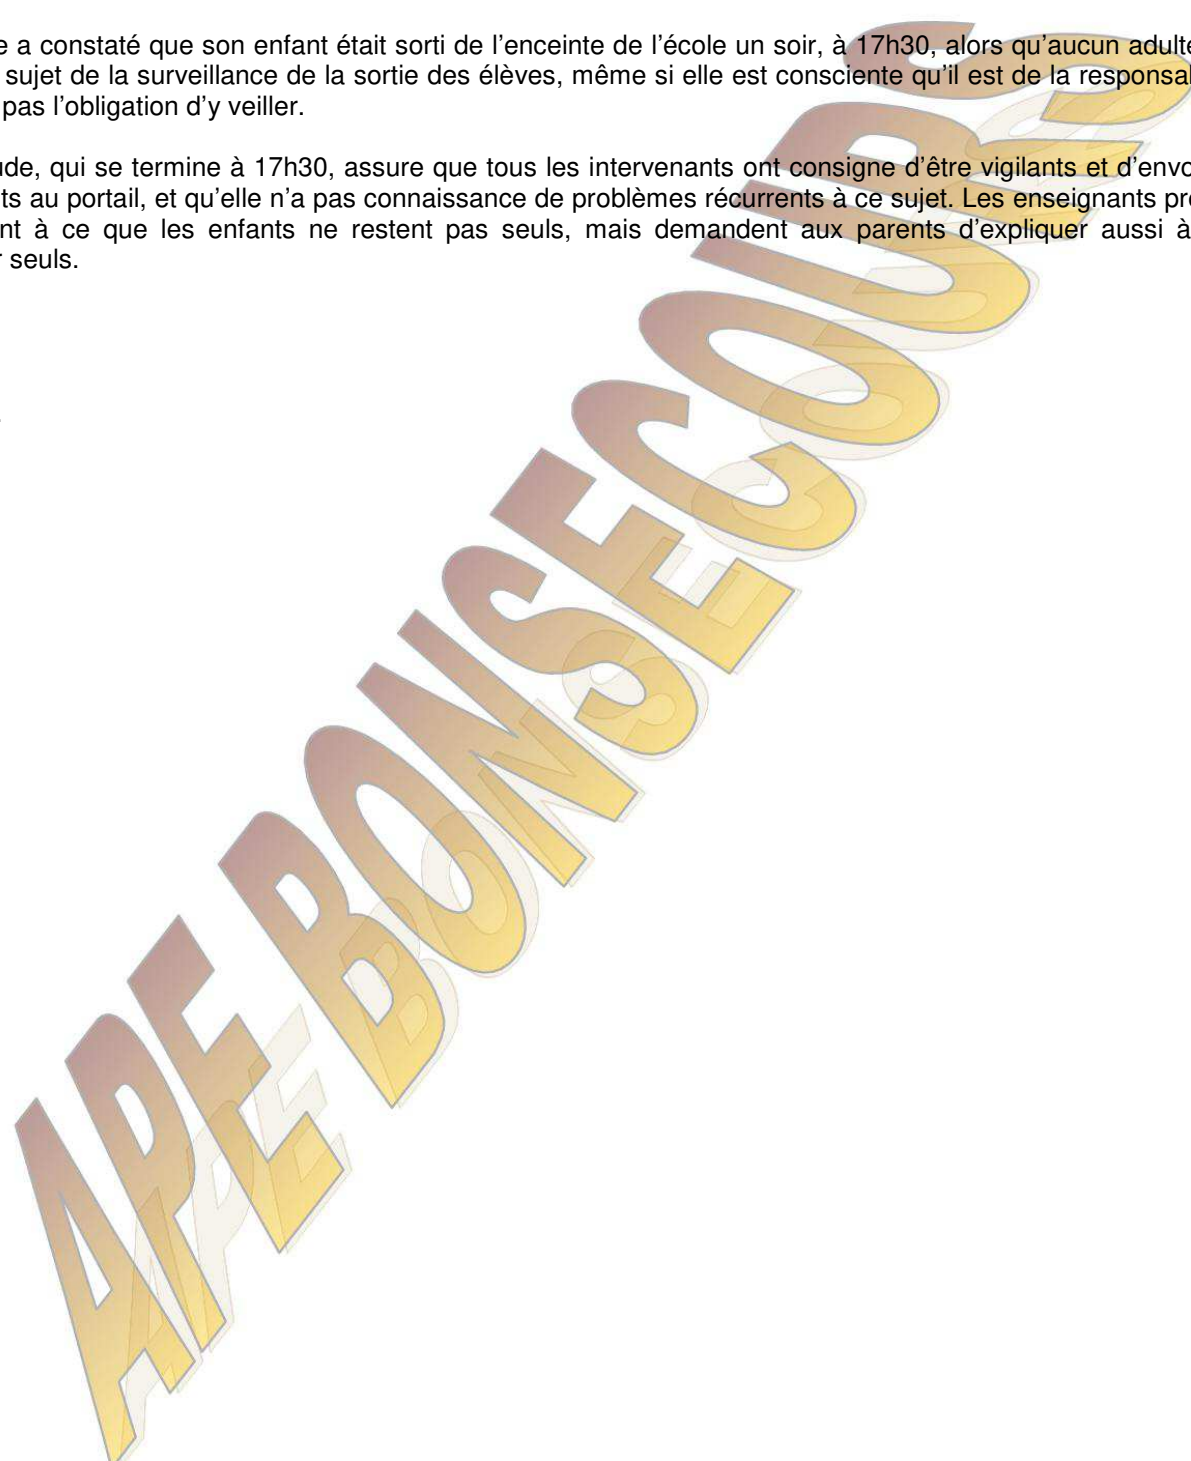 e a constaté que son enfant était sorti de l’enceinte de l’école un soir, à 17h30, alors qu’aucun adulte
sujet de la surveillance de la sortie des élèves, même si elle est consciente qu’il est de la responsal
pas l’obligation d’y veiller.
ude, qui se termine à 17h30, assure que tous les intervenants ont consigne d’être vigilants et d’envo
ts au portail, et qu’elle n’a pas connaissance de problèmes récurrents à ce sujet. Les enseignants pr
nt à ce que les enfants ne restent pas seuls, mais demandent aux parents d’expliquer aussi à
r seuls.
APE BONSECOURS